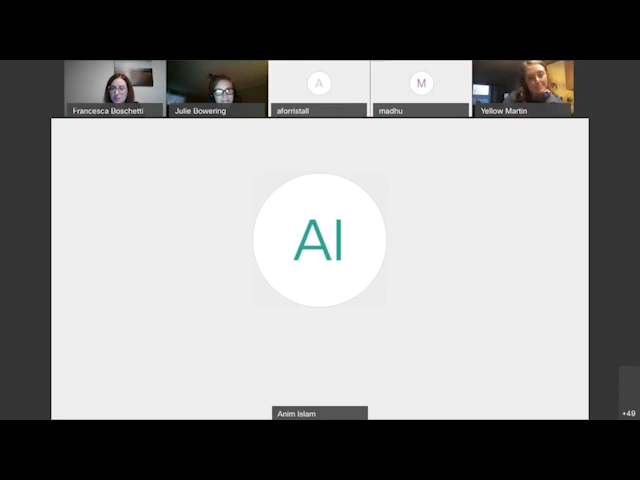 A
M
Francesca Boschetti
Julie Bowering
aforristall
madhu
Yellow Martin
AI
Anim Islam
+49